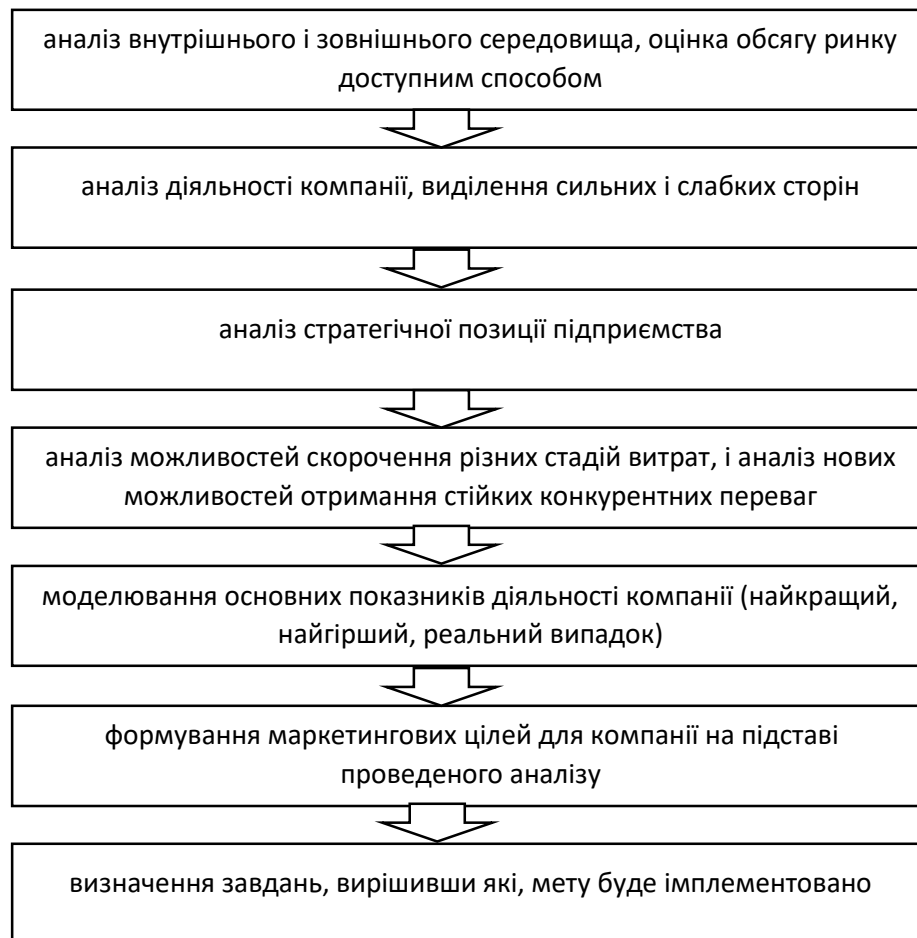 аналіз внутрішнього і зовнішнього середовища, оцінка обсягу ринку
доступним способом
аналіз діяльності компанії, виділення сильних і слабких сторін
аналіз стратегічної позиції підприємства
аналіз можливостей скорочення різних стадій витрат, і аналіз нових
можливостей отримання стійких конкурентних переваг
моделювання основних показників діяльності компанії (найкращий,
найгірший, реальний випадок)
формування маркетингових цілей для компанії на підставі
проведеного аналізу
визначення завдань, вирішивши які, мету буде імплементовано